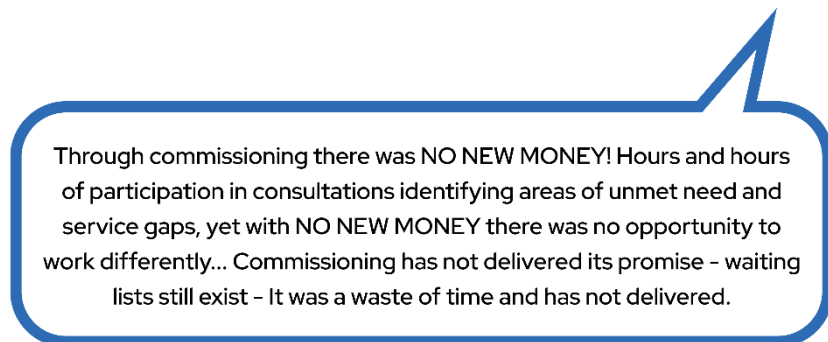 Through commissioning there was NO NEW MONEY! Hours and hours
of participation in consultations identifying areas of unmet need and
service gaps, yet with NO NEW MONEY there was no opportunity to
work differently... Commissioning has not delivered its promise - waiting
lists still exist - It was a waste of time and has not delivered.